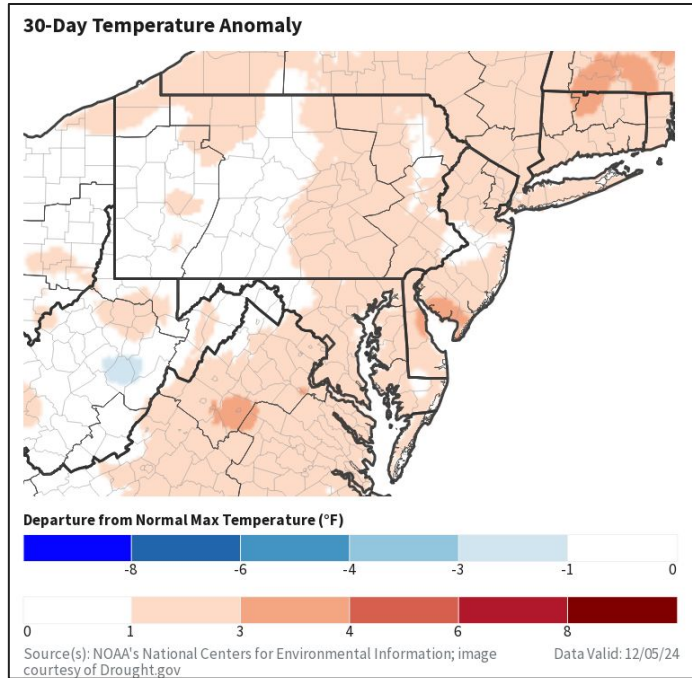 30-Day Temperature Anomaly
Departure from Normal Max Temperature (°F)
-8 -6 -4 -3 -1 0
0 1 3 4 6 8
Source(s): NOAA's National Centers for Environmental Information; image
courtesy of Drought.gov
Data Valid: 12/05/24